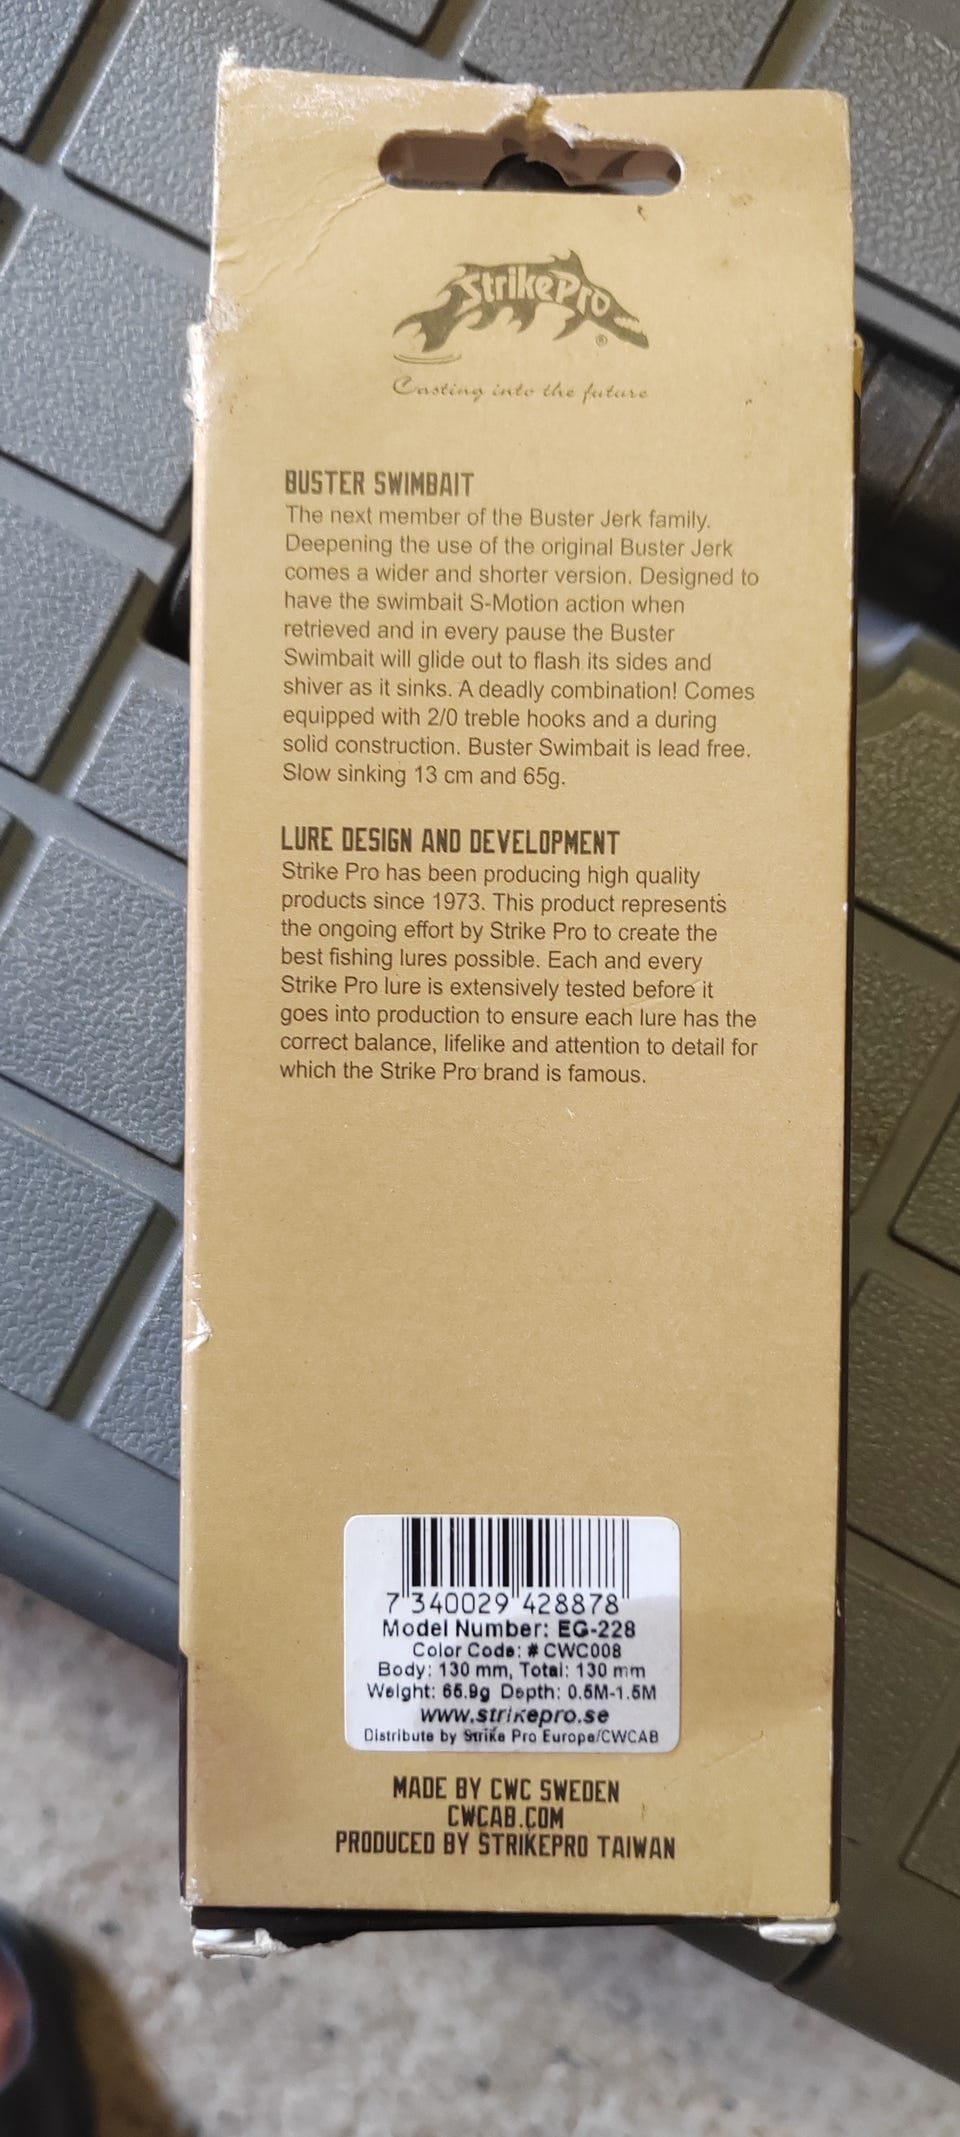 StrikePro
®
Casting into the future
BUSTER SWIMBAIT
The next member of the Buster Jerk family.
Deepening the use of the original Buster Jerk
comes a wider and shorter version. Designed to
have the swimbait S-Motion action when
retrieved and in every pause the Buster
Swimbait will glide out to flash its sides and
shiver as it sinks. A deadly combination! Comes
equipped with 2/0 treble hooks and a during
solid construction. Buster Swimbait is lead free.
Slow sinking 13 cm and 65g.
LURE DESIGN AND DEVELOPMENT
Strike Pro has been producing high quality
products since 1973. This product represents
the ongoing effort by Strike Pro to create the
best fishing lures possible. Each and every
Strike Pro lure is extensively tested before it
goes into production to ensure each lure has the
correct balance, lifelike and attention to detail for
which the Strike Pro brand is famous.
7 340029 428878
Model Number: EG-228
Color Code: # CWC008
Body: 130 mm, Total: 130 mm
Weight: 65.9g Depth: 0.5M-1.5M
www.strikepro.se
Distribute by Strike Pro Europe/CWCAB
MADE BY CWC SWEDEN
CWCAB.COM
PRODUCED BY STRIKEPRO TAIWAN